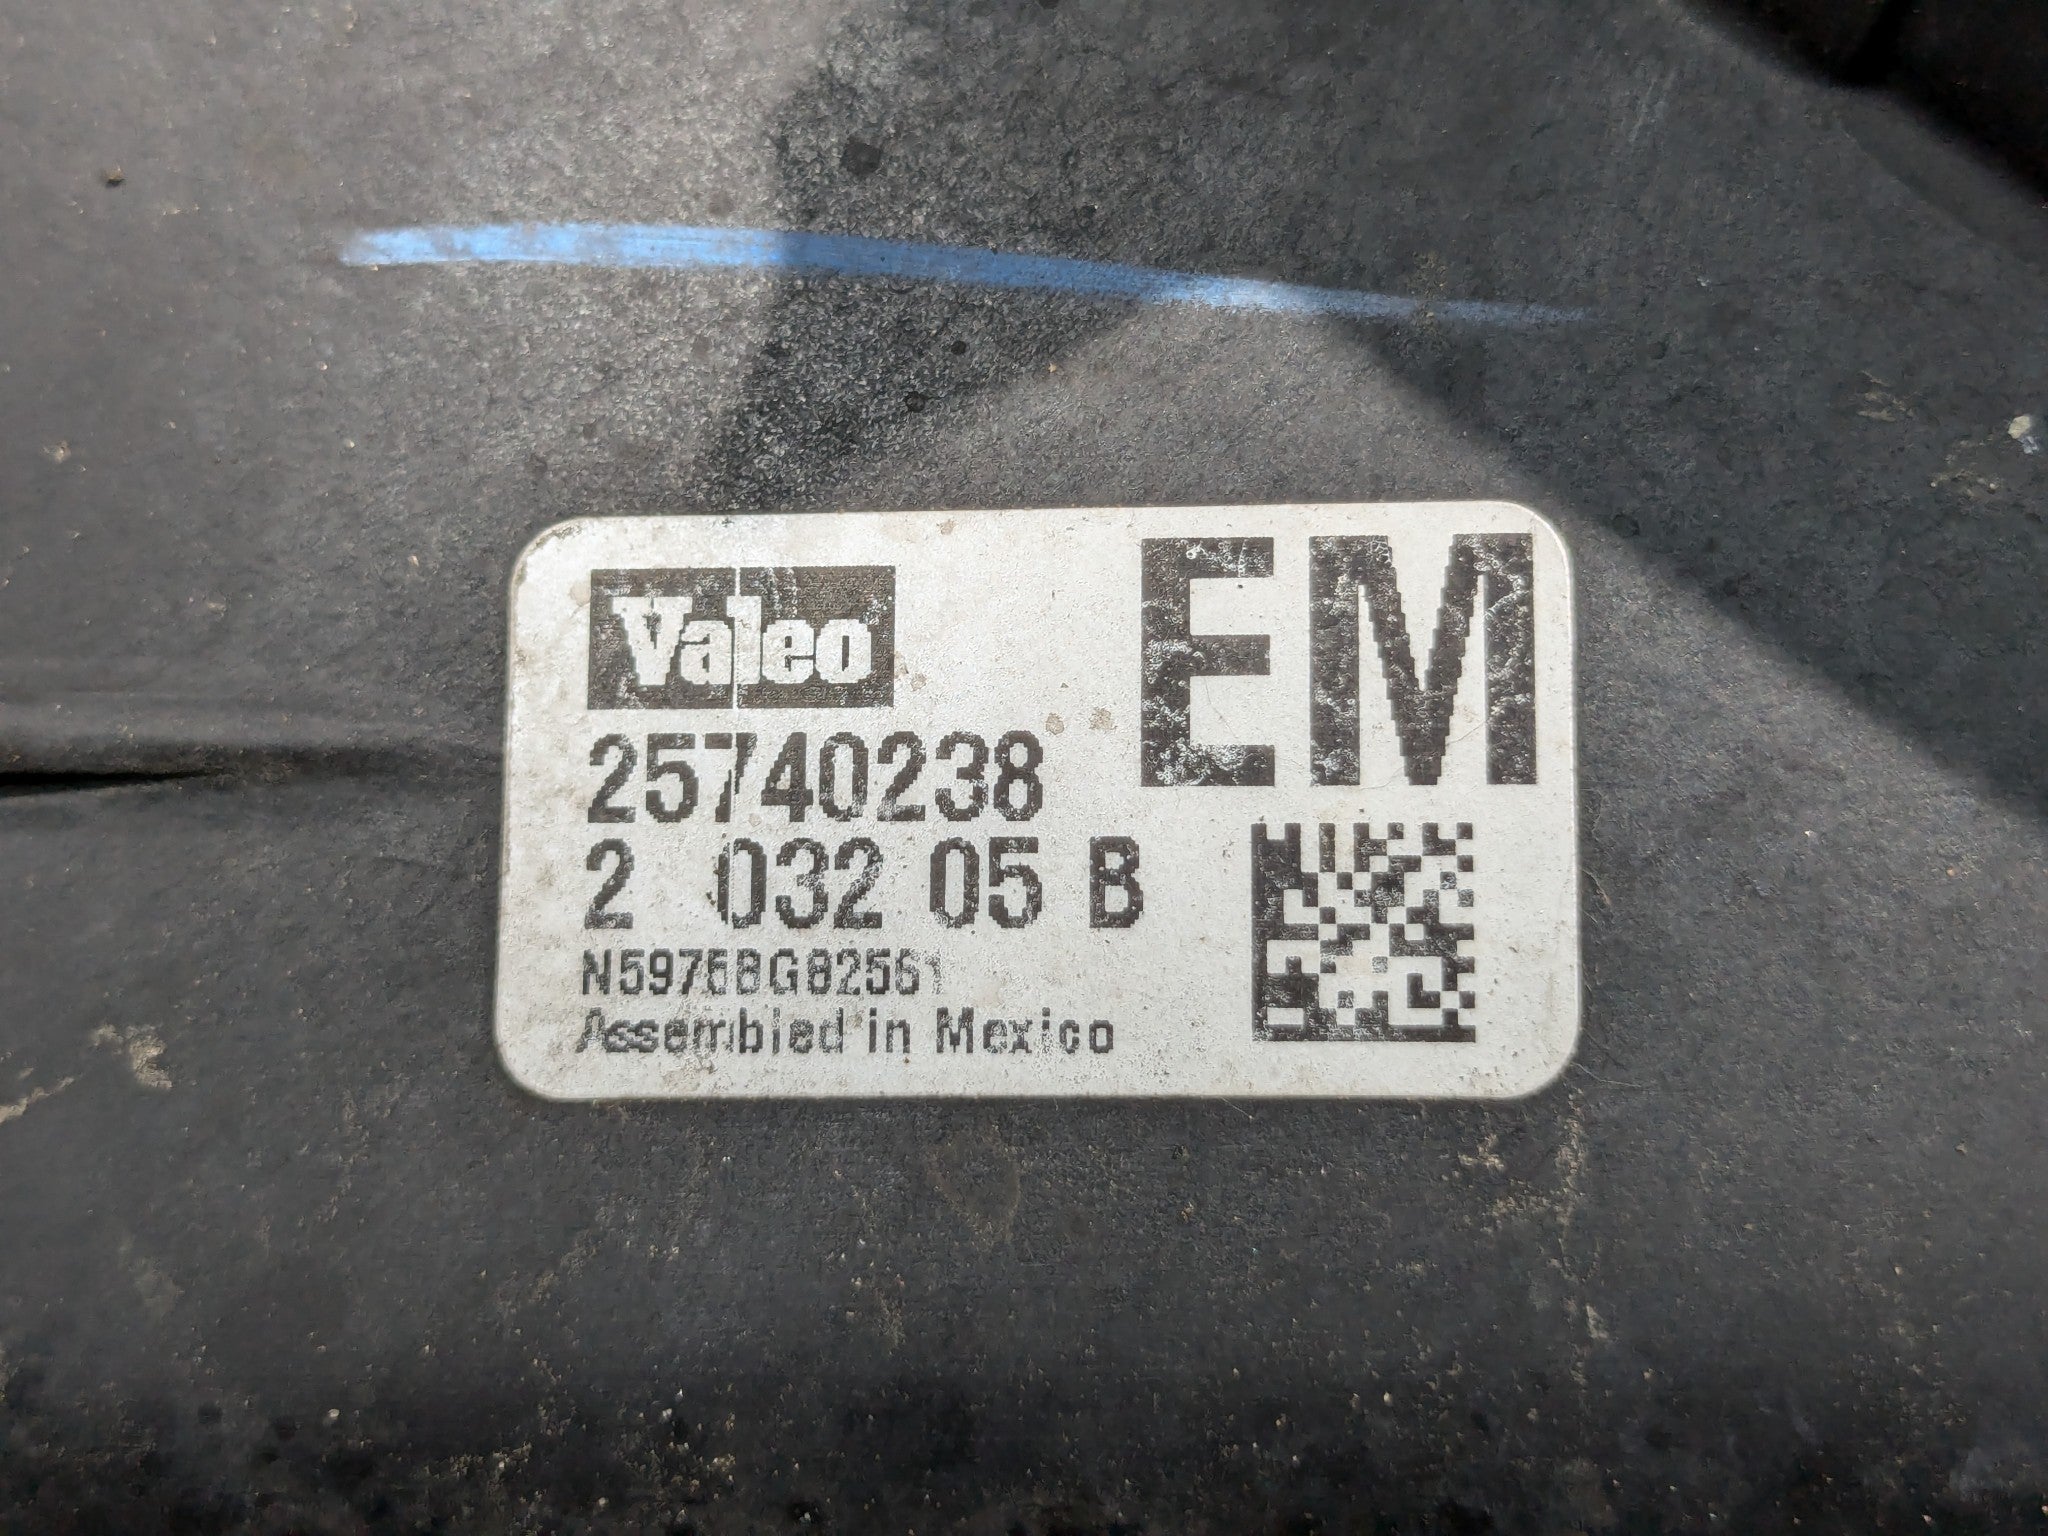 Valeo
EM
25740238
2 032 05 B
N5976BG82561
Assembled in Mexico